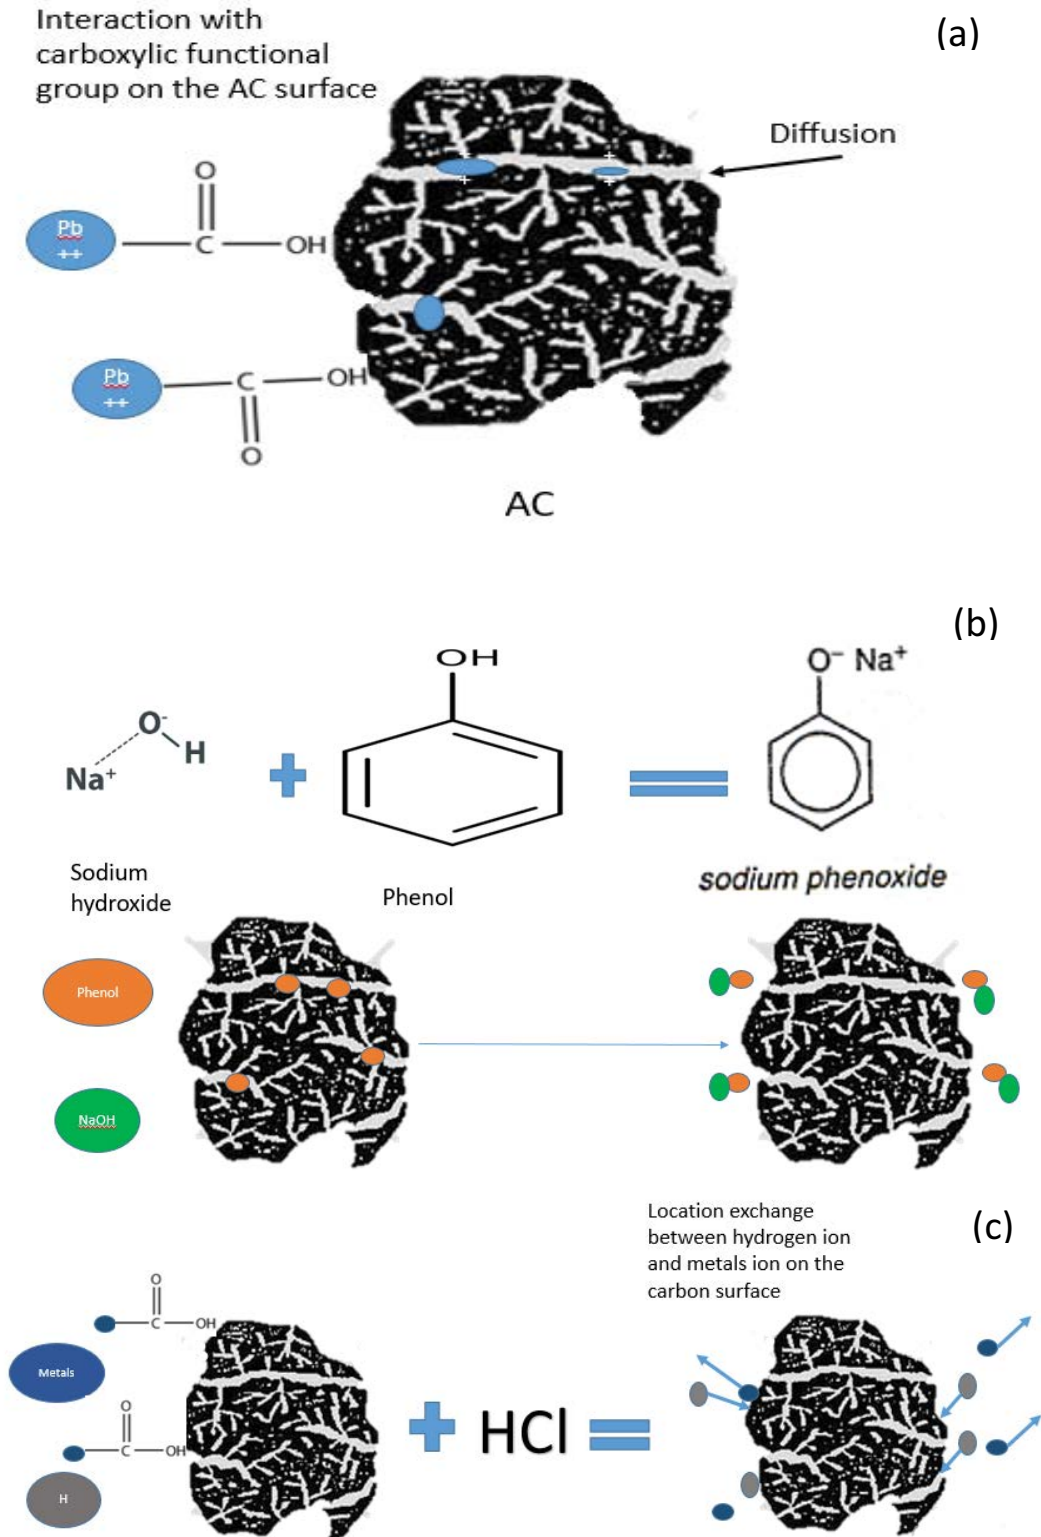 Interaction with
carboxylic functional
group on the AC surface
(a)
Diffusion
O
Pb
++
C
OH
+
+
+
+
Pb
++
C
OH
O
AC
(b)
OH
O⁻ Na⁺
O⁻
H
Na⁺
Sodium
hydroxide
Phenol
sodium phenoxide
Phenol
NaOH
Location exchange
between hydrogen ion
and metals ion on the
carbon surface
(c)
O
C
OH
Metals
O
C
OH
H
HCl